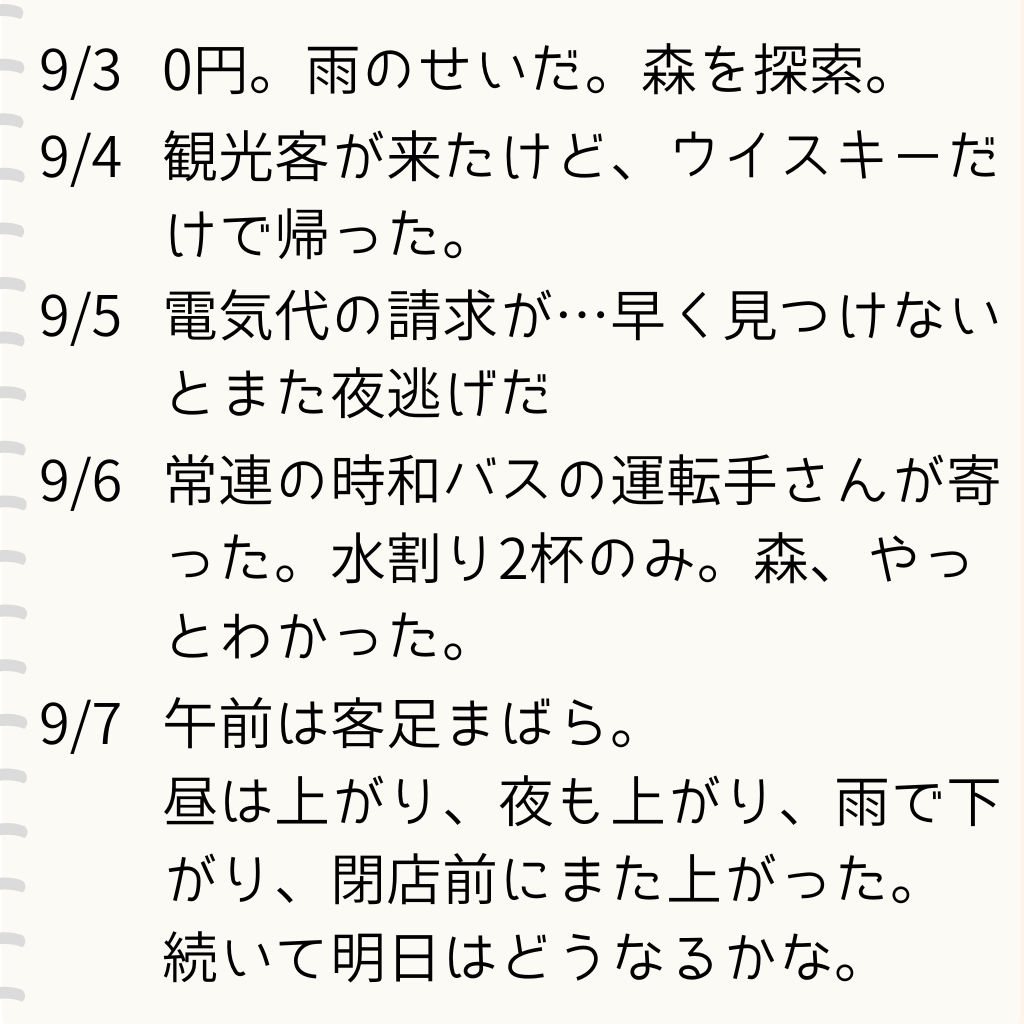 9/3 0円。雨のせいだ。森を探索。
9/4 観光客が来たけど、ウイスキーだ
けで帰った。
9/5 電気代の請求が…早く見つけない
とまた夜逃げだ
9/6 常連の時和バスの運転手さんが寄
った。水割り2杯のみ。森、やっ
とわかった。
9/7 午前は客足まばら。
昼は上がり、夜も上がり、雨で下
がり、閉店前にまた上がった。
続いて明日はどうなるかな。